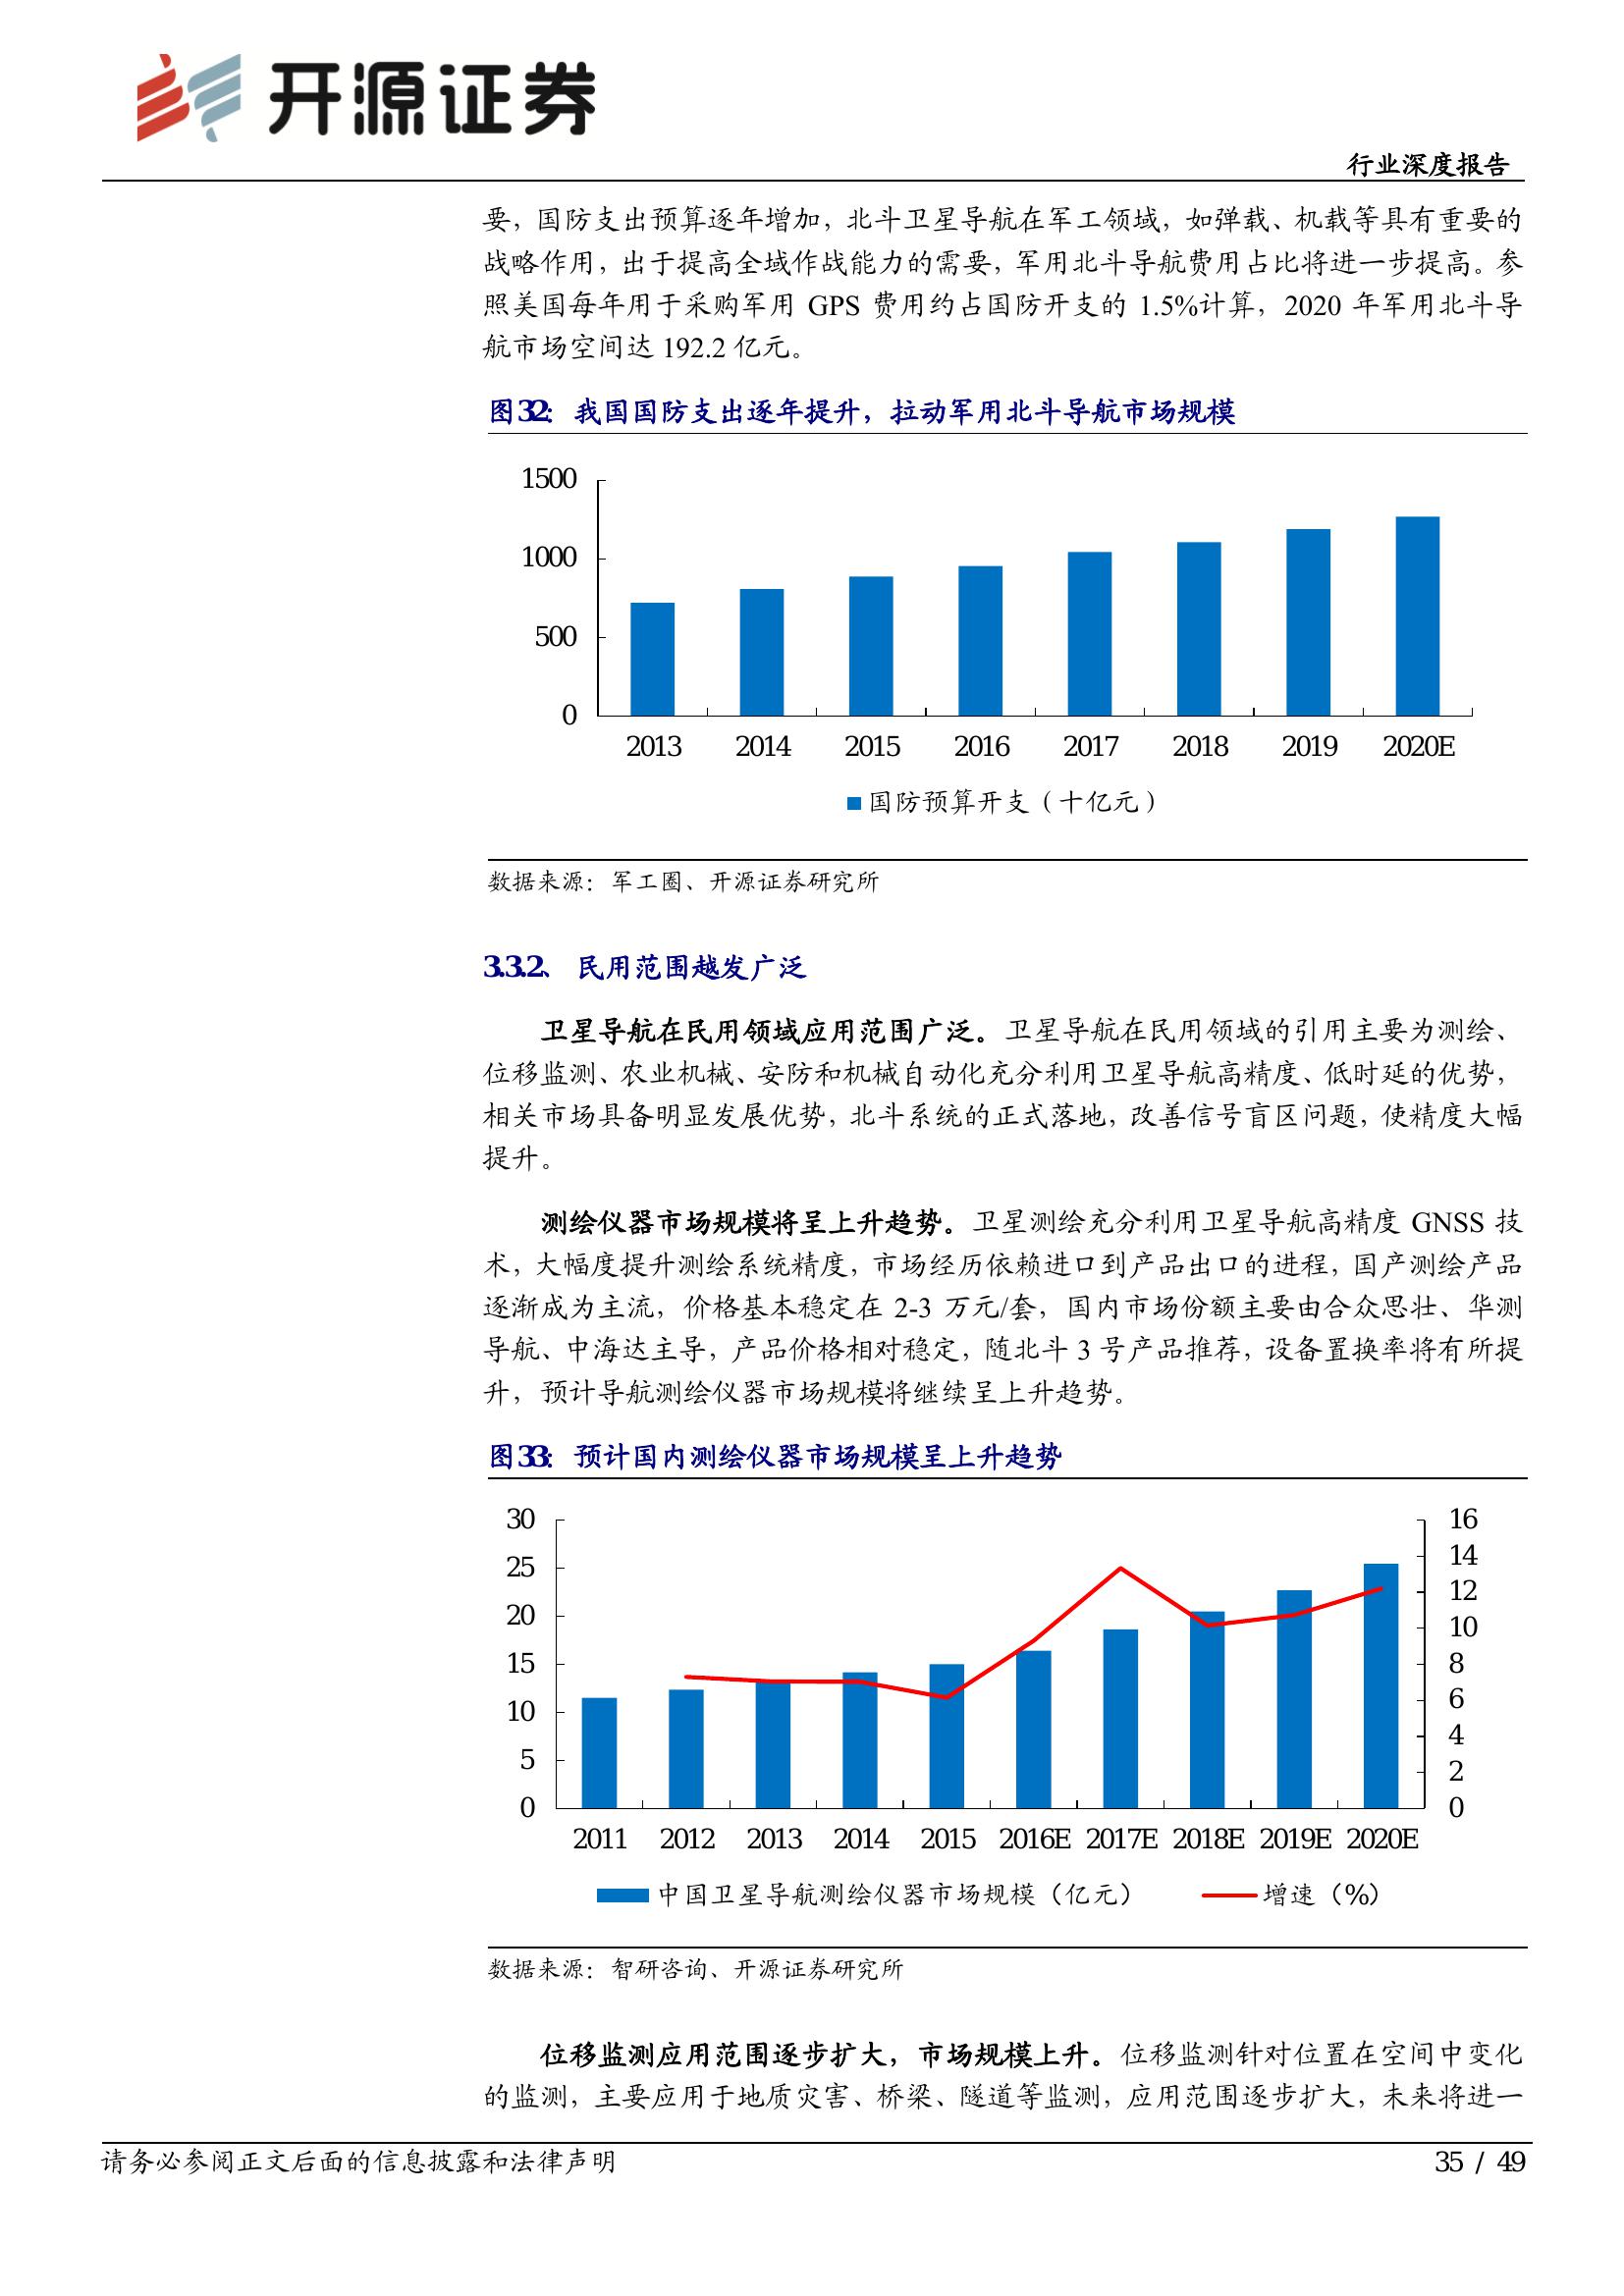 开源证券
行业深度报告
要，国防支出预算逐年增加，北斗卫星导航在军工领域，如弹载、机载等具有重要的
战略作用，出于提高全域作战能力的需要，军用北斗导航费用占比将进一步提高。参
照美国每年用于采购军用 GPS 费用约占国防开支的 1.5%计算，2020 年军用北斗导
航市场空间达 192.2 亿元。
图32：我国国防支出逐年提升，拉动军用北斗导航市场规模
1500
1000
500
0
2013 2014 2015 2016 2017 2018 2019 2020E
国防预算开支（十亿元）
数据来源：军工圈、开源证券研究所
3.3.2、 民用范围越发广泛
卫星导航在民用领域应用范围广泛。卫星导航在民用领域的引用主要为测绘、
位移监测、农业机械、安防和机械自动化充分利用卫星导航高精度、低时延的优势，
相关市场具备明显发展优势，北斗系统的正式落地，改善信号盲区问题，使精度大幅
提升。
测绘仪器市场规模将呈上升趋势。卫星测绘充分利用卫星导航高精度 GNSS 技
术，大幅度提升测绘系统精度，市场经历依赖进口到产品出口的进程，国产测绘产品
逐渐成为主流，价格基本稳定在 2-3 万元/套，国内市场份额主要由合众思壮、华测
导航、中海达主导，产品价格相对稳定，随北斗 3 号产品推荐，设备置换率将有所提
升，预计导航测绘仪器市场规模将继续呈上升趋势。
图33：预计国内测绘仪器市场规模呈上升趋势
30 16
25 14
20 12
15 10
10 8
5 6
0 4
2
0
2011 2012 2013 2014 2015 2016E 2017E 2018E 2019E 2020E
中国卫星导航测绘仪器市场规模（亿元） 增速（%）
数据来源：智研咨询、开源证券研究所
位移监测应用范围逐步扩大，市场规模上升。位移监测针对位置在空间中变化
的监测，主要应用于地质灾害、桥梁、隧道等监测，应用范围逐步扩大，未来将进一
请务必参阅正文后面的信息披露和法律声明 35 / 49